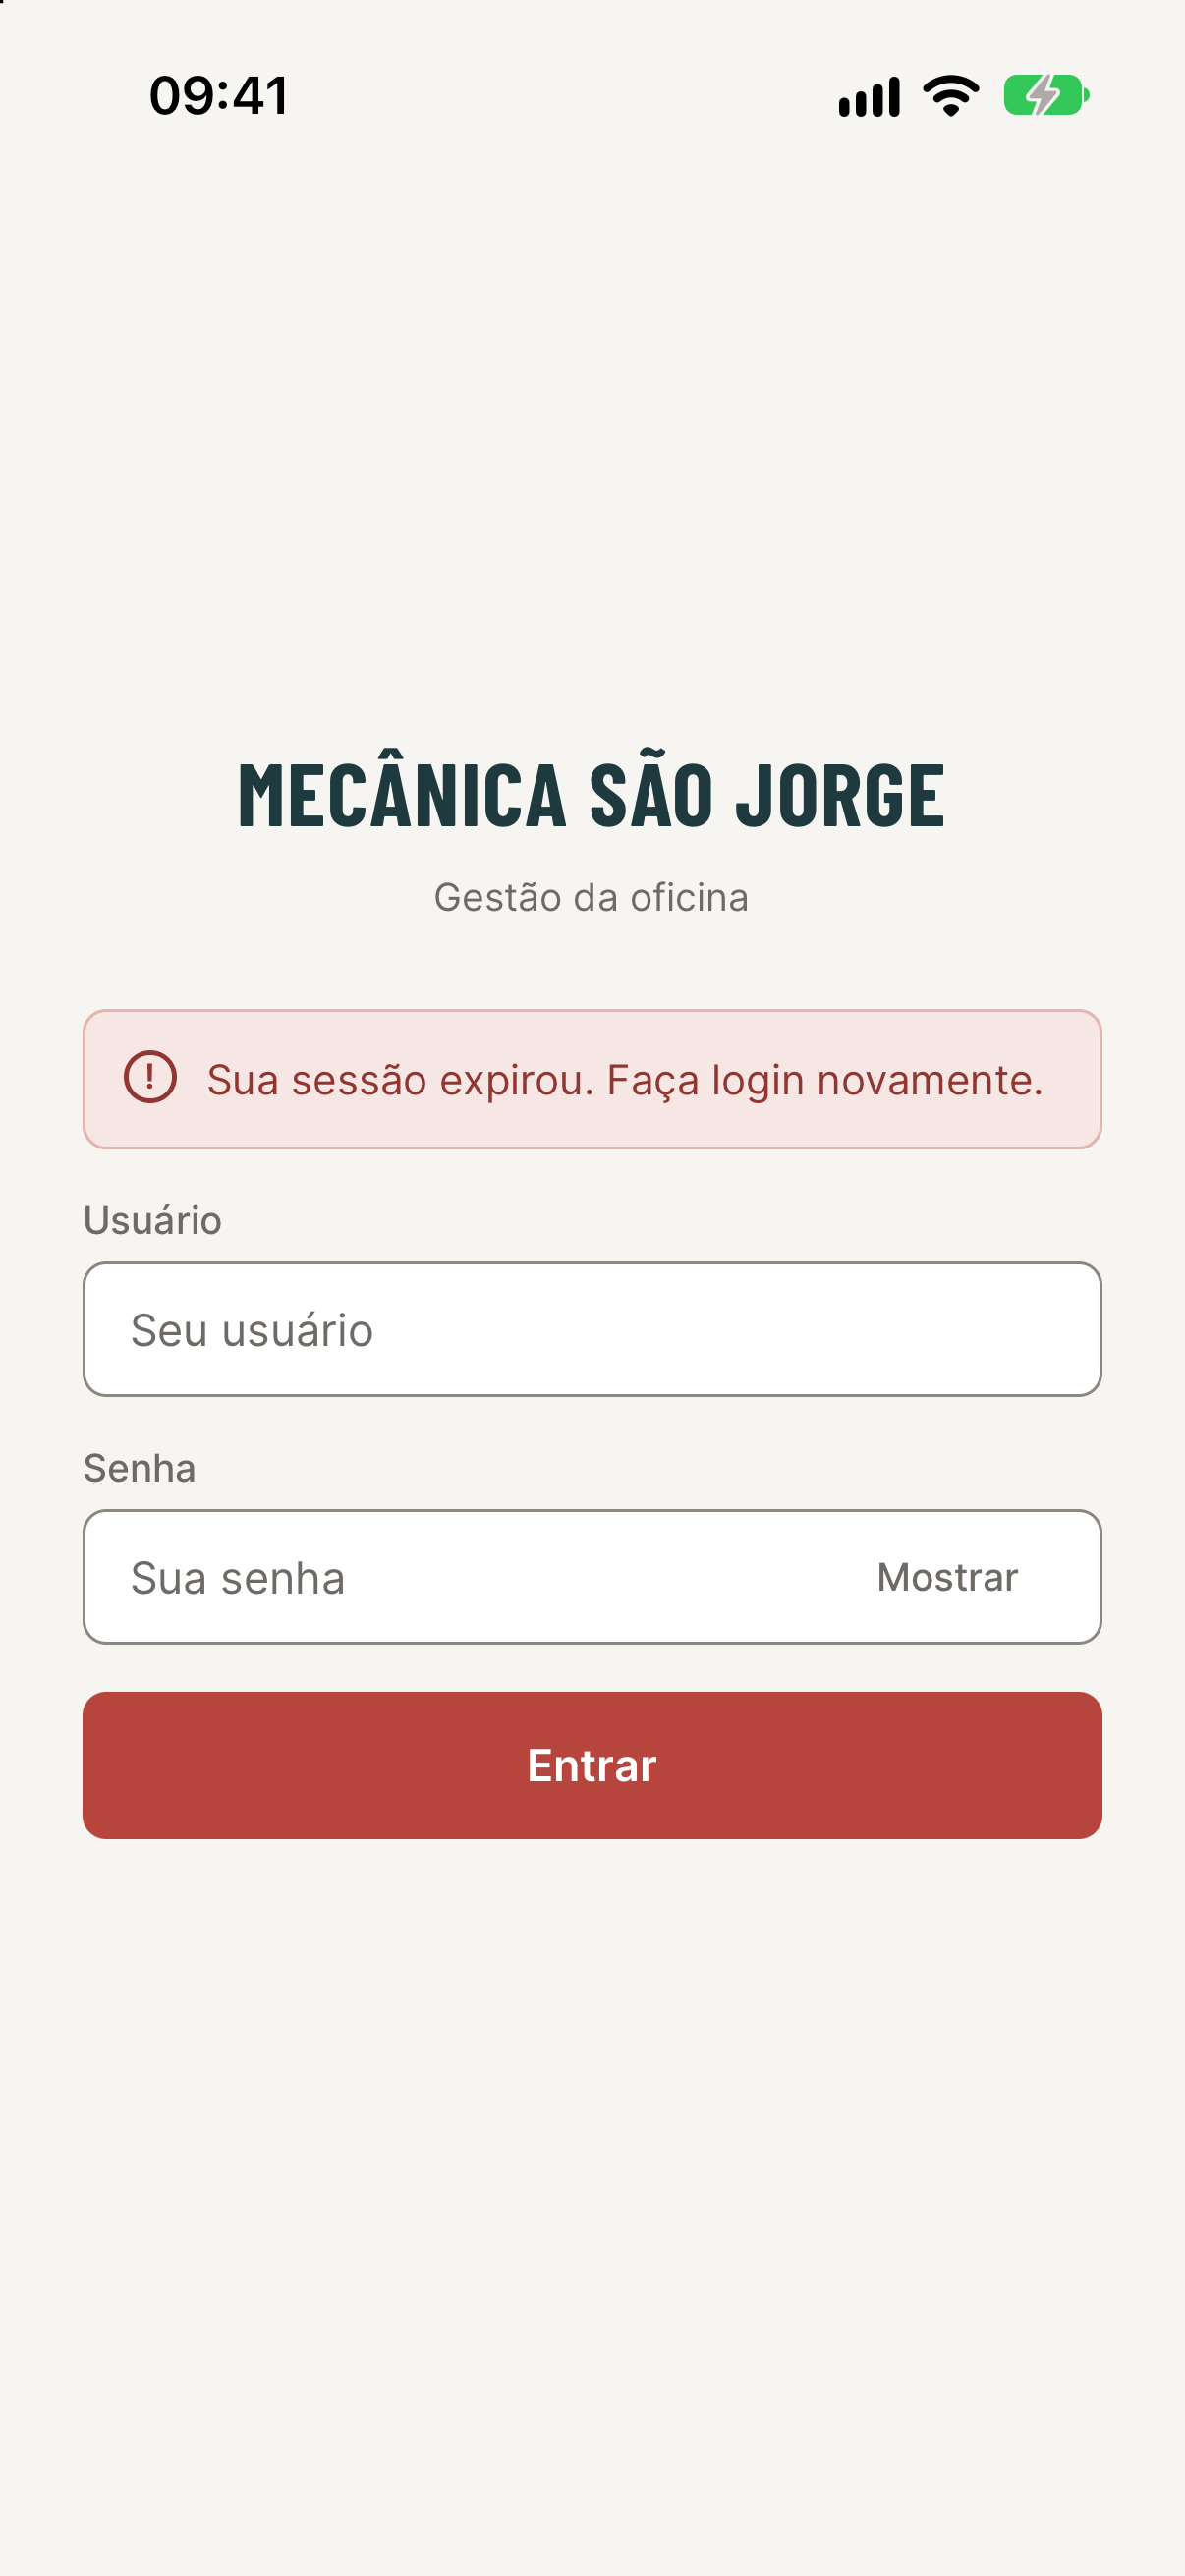 09:41
MECÂNICA SÃO JORGE
Gestão da oficina
Sua sessão expirou. Faça login novamente.
Usuário
Seu usuário
Senha
Sua senha Mostrar
Entrar